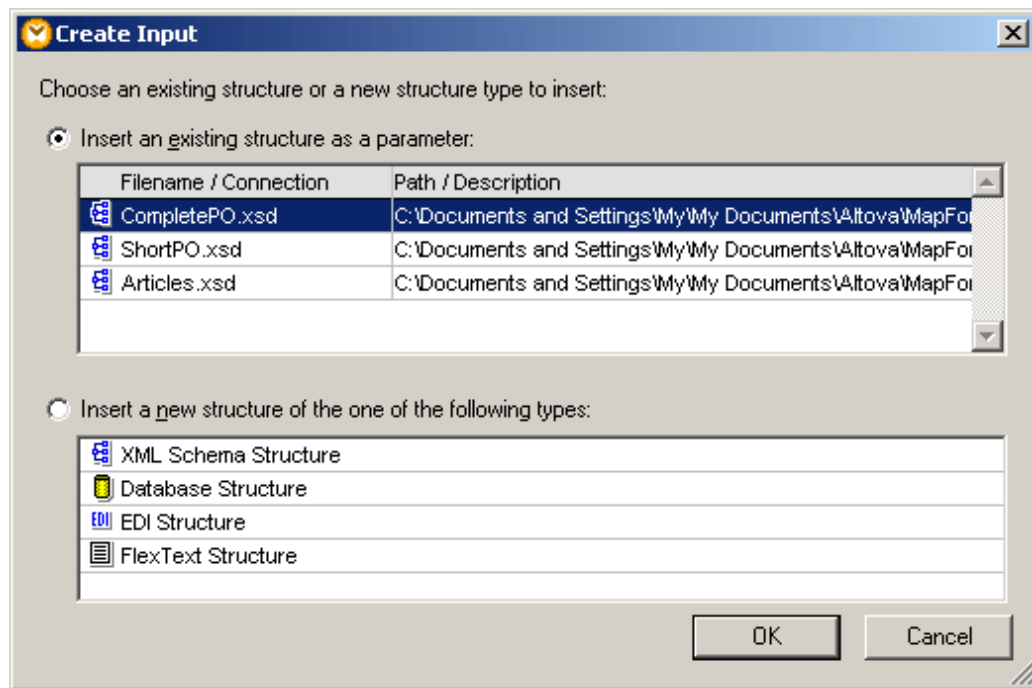 Create Input
Choose an existing structure or a new structure type to insert:
Insert an existing structure as a parameter:
Filename / Connection Path / Description
CompletePO.xsd C:\Documents and Settings\My\My Documents\Altova\MapFor
ShortPO.xsd C:\Documents and Settings\My\My Documents\Altova\MapFor
Articles.xsd C:\Documents and Settings\My\My Documents\Altova\MapFor
Insert a new structure of the one of the following types:
XML Schema Structure
Database Structure
EDI EDI Structure
FlexText Structure
OK Cancel